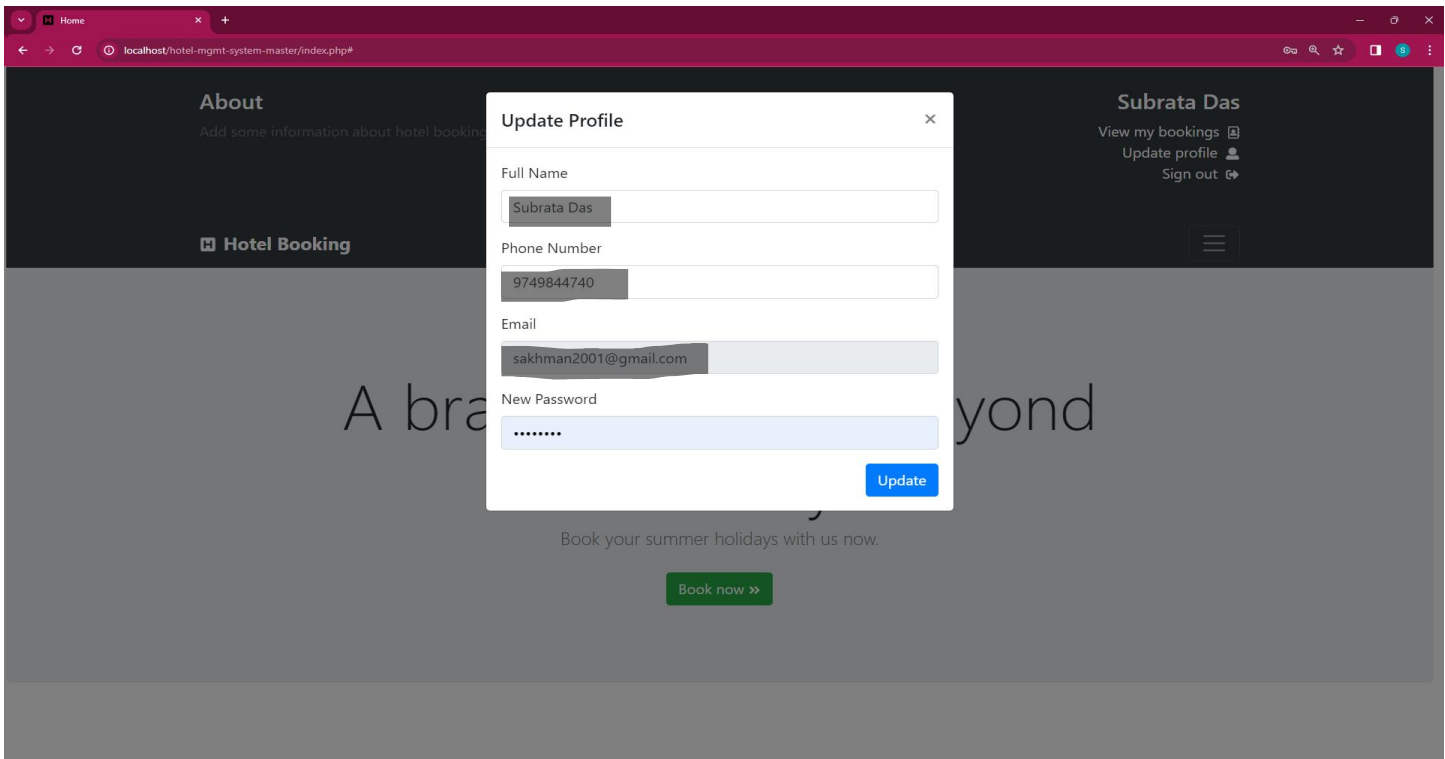 Home
localhost/hotel-mgmt-system-master/index.php#
S
About
Add some information about hotel booking
Subrata Das
View my bookings
Update profile
Sign out
Hotel Booking
Update Profile
Full Name
Subrata Das
Phone Number
9749844740
Email
sakhman2001@gmail.com
New Password
••••••••
Update
A bra
yond
Book your summer holidays with us now.
Book now »